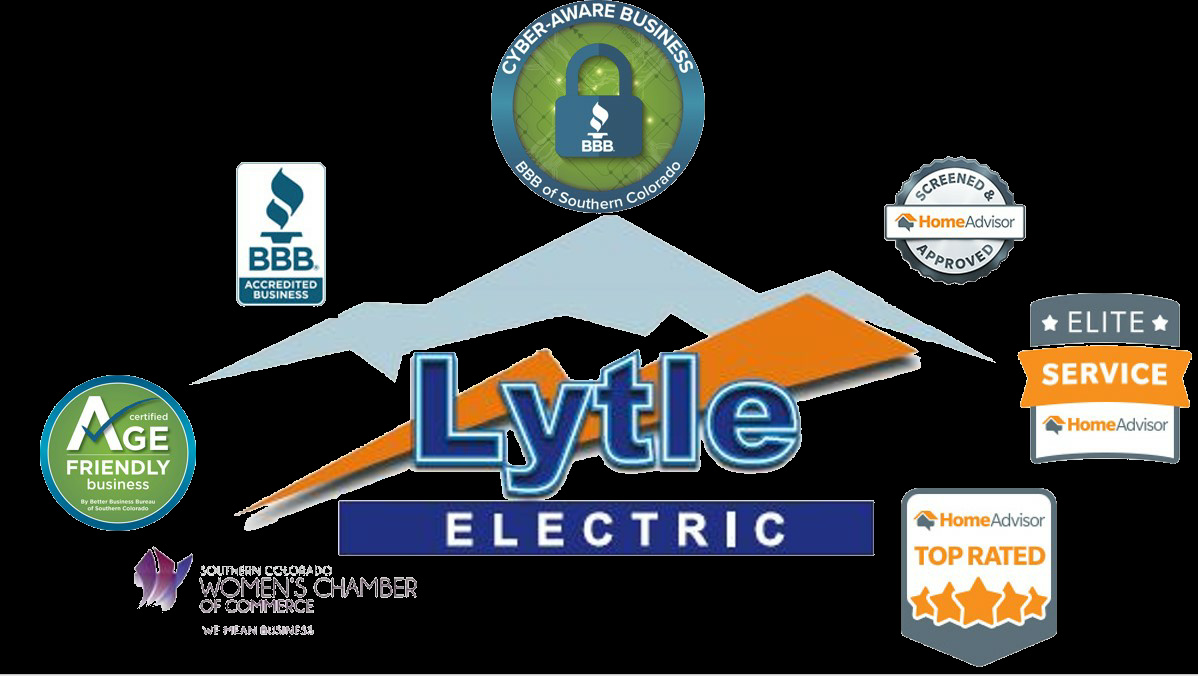 CYBER-AWARE BUSINESS
BBB®
BBB of Southern Colorado
BBB®
ACCREDITED
BUSINESS
SCREENED &
HomeAdvisor
APPROVED
ELITE
SERVICE
HomeAdvisor
Lytle
ELECTRIC
certified
AGE
FRIENDLY
business
By Better Business Bureau
of Southern Colorado
HomeAdvisor
TOP RATED
SOUTHERN COLORADO
WOMEN'S CHAMBER
OF COMMERCE
WE MEAN BUSINESS